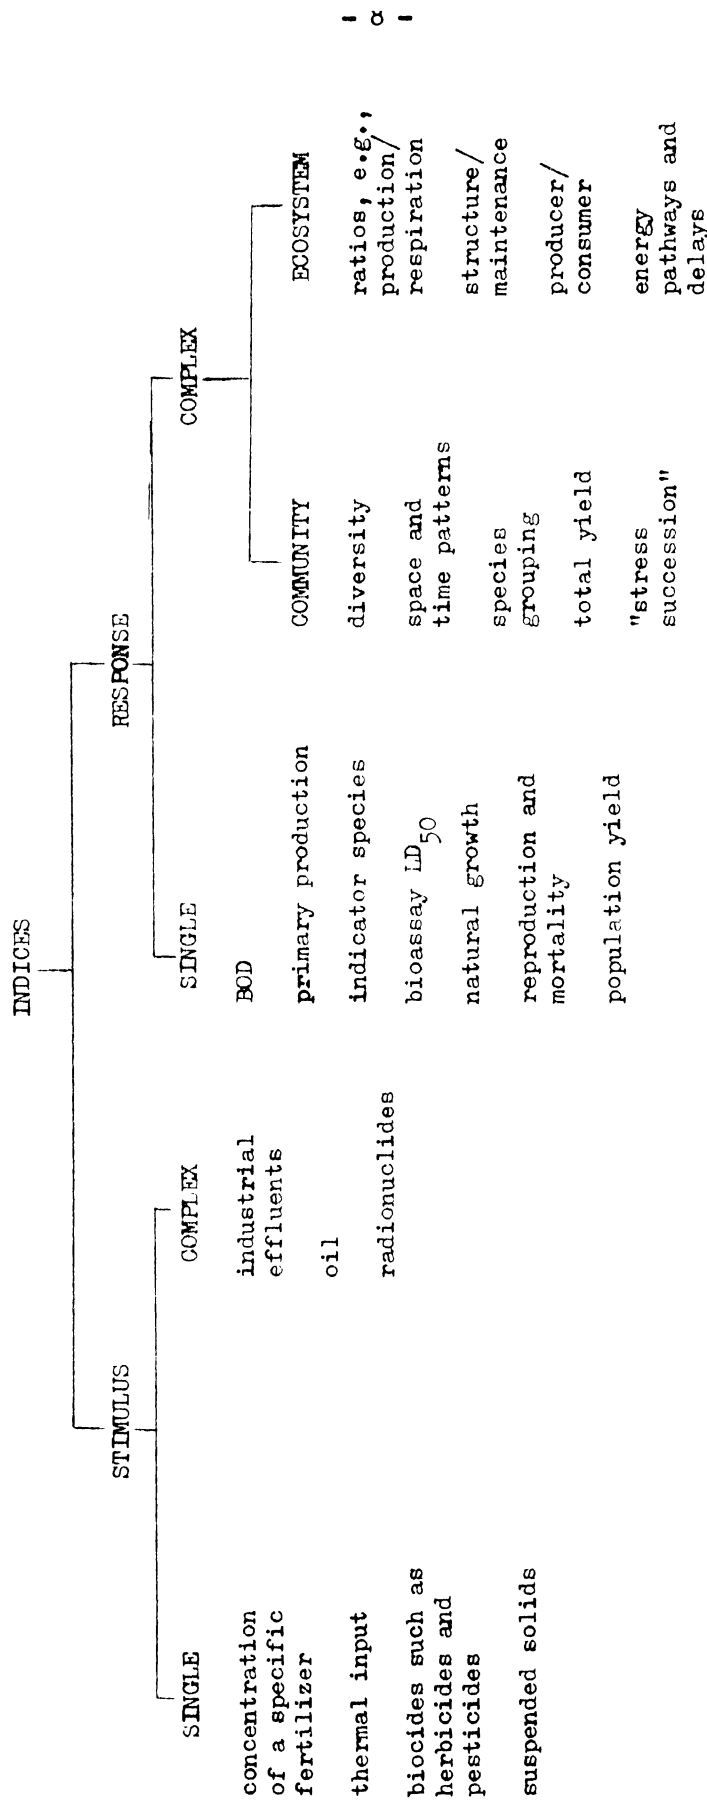 - 8 -
INDICES
STIMULUS
RESPONSE
SINGLE
COMPLEX
SINGLE
COMPLEX
concentration
of a specific
fertilizer
thermal input
biocides such as
herbicides and
pesticides
suspended solids
industrial
effluents
oil
radionuclides
BOD
primary production
indicator species
bioassay LD50
natural growth
reproduction and
mortality
population yield
COMMUNITY
diversity
space and
time patterns
species
grouping
total yield
"stress
succession"
ECOSYSTEM
ratios, e.g.,
production/
respiration
structure/
maintenance
producer/
consumer
energy
pathways and
delays